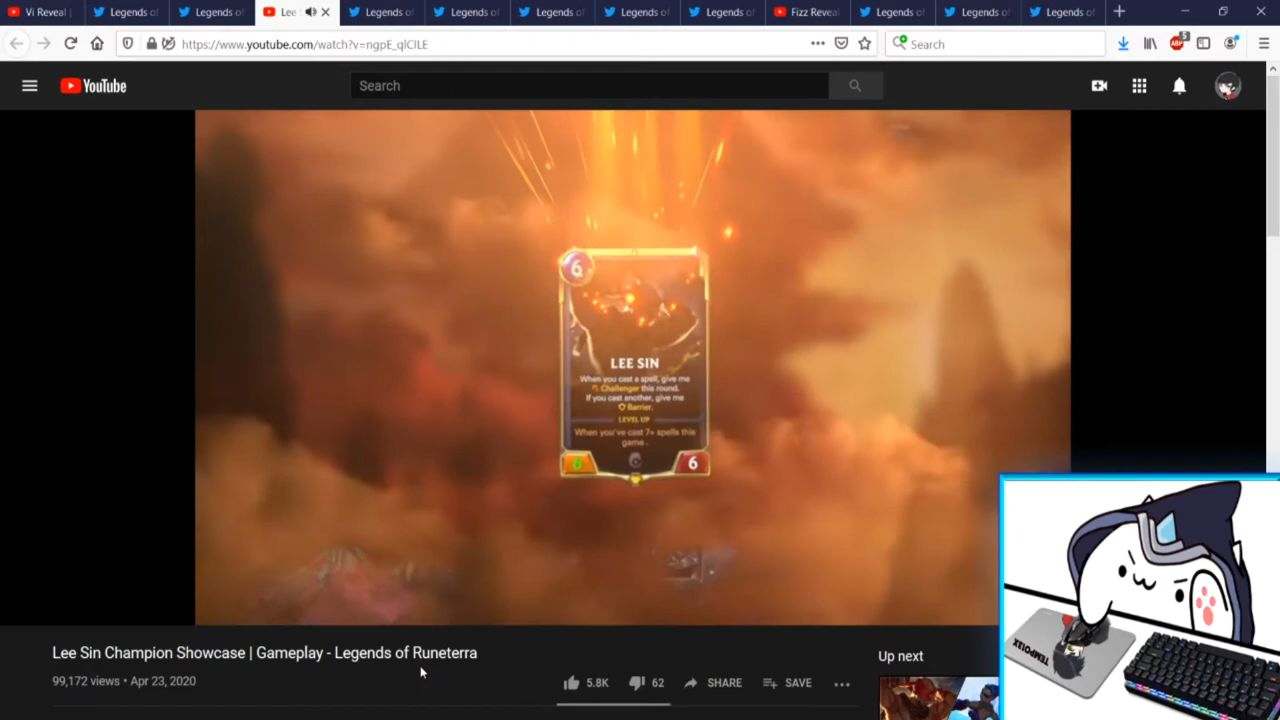 Vi Reveal |
Legends of
Legends of
Lee
Legends of
Legends of
Legends of
Legends of
Legends of
Fizz Reveal
Legends of
Legends of
Legends of
https://www.youtube.com/watch?v=ngpE_qlCILE
Search
ABP
5
YouTube
Search
6
LEE SIN
When you cast a spell, give me
Challenger this round.
If you cast another, give me
Barrier.
LEVEL UP
When you've cast 7+ spells this
game .
6
Lee Sin Champion Showcase | Gameplay - Legends of Runeterra
99,172 views • Apr 23, 2020
5.8K
62
SHARE
SAVE
Up next
TEMPO13X